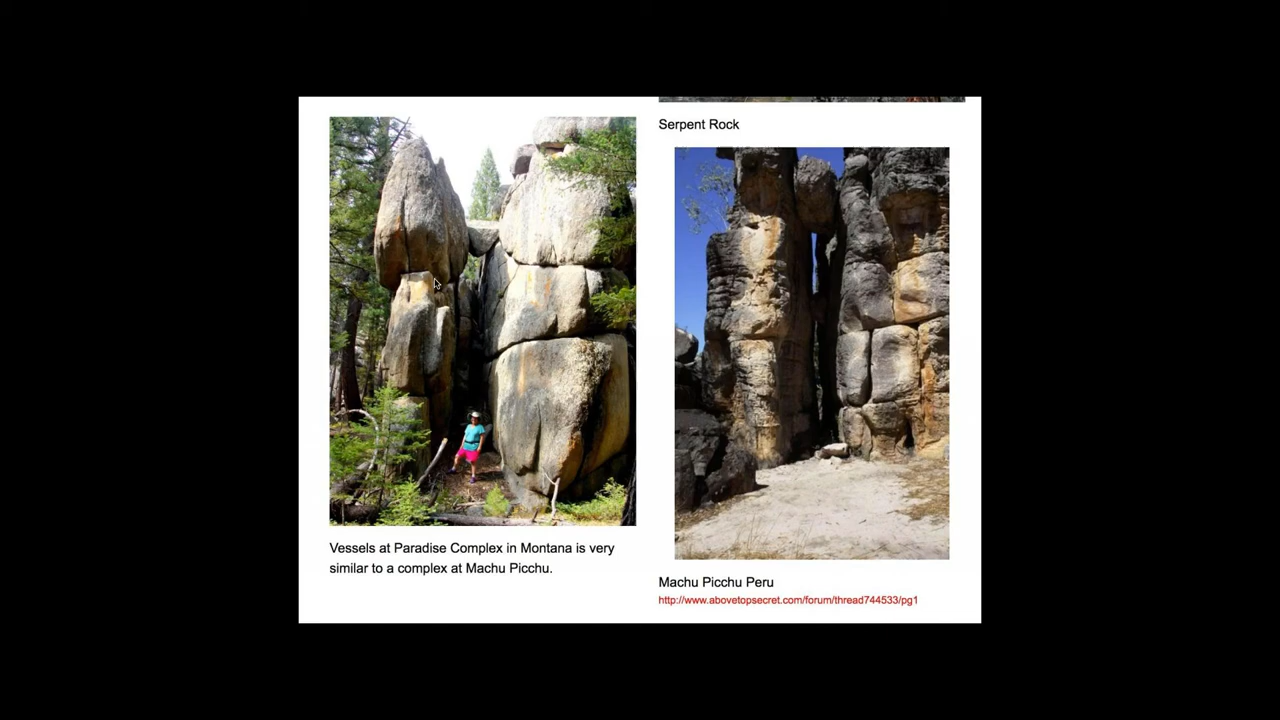 Serpent Rock
Vessels at Paradise Complex in Montana is very
similar to a complex at Machu Picchu.
Machu Picchu Peru
http://www.abovetopsecret.com/forum/thread744533/pg1